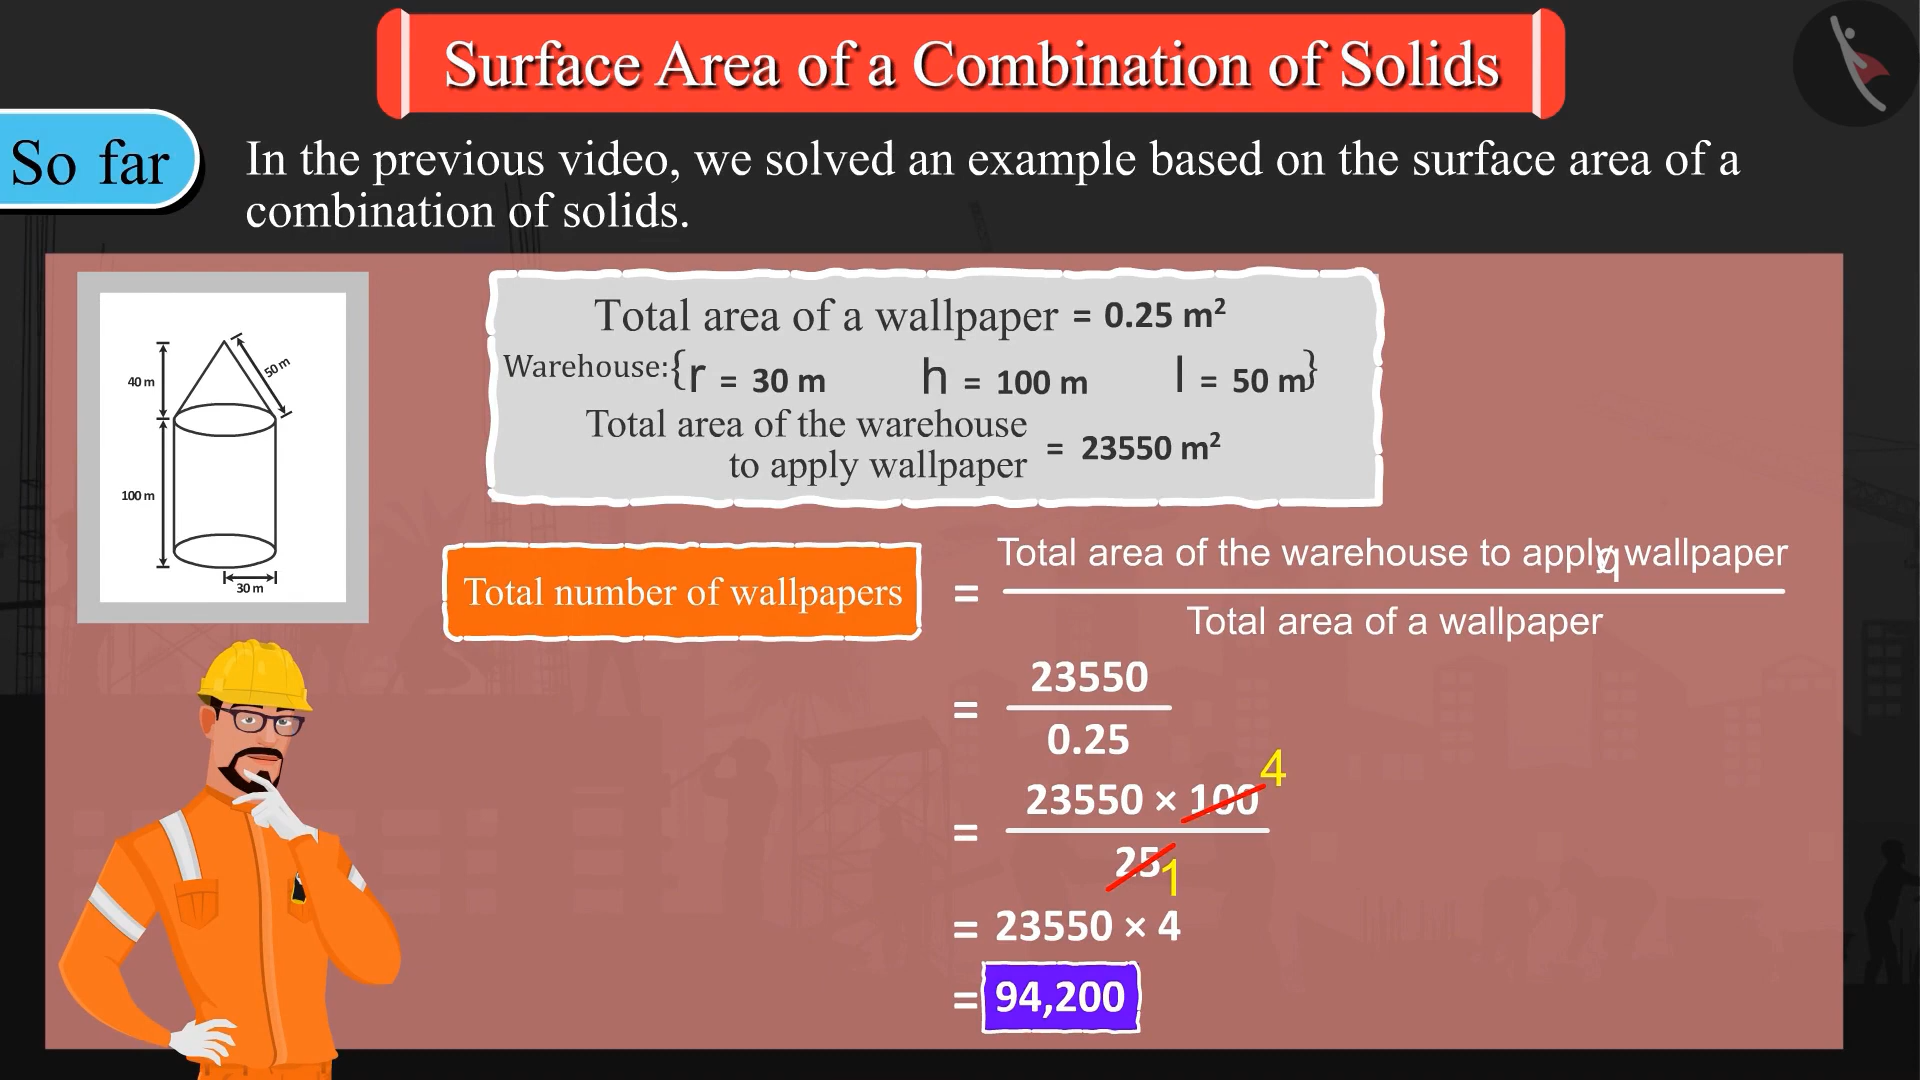 Surface Area of a Combination of Solids
So far
In the previous video, we solved an example based on the surface area of a
combination of solids.
40 m
50 m
100 m
30 m
Total area of a wallpaper = 0.25 m²
Warehouse:{r = 30 m h = 100 m l = 50 m}
Total area of the warehouse
to apply wallpaper = 23550 m²
Total number of wallpapers
= Total area of the warehouse to apply wallpaper
q
Total area of a wallpaper
= 23550
0.25
4
= 23550 × 100
25
1
= 23550 × 4
= 94,200